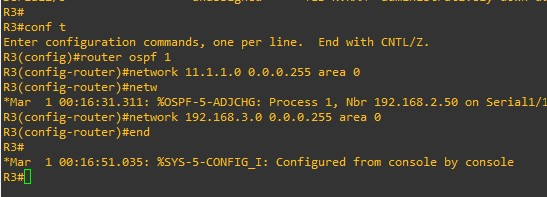 R3#
R3#conf t
Enter configuration commands, one per line.  End with CNTL/Z.
R3(config)#router ospf 1
R3(config-router)#network 11.1.1.0 0.0.0.255 area 0
R3(config-router)#netw
*Mar  1 00:16:31.311: %OSPF-5-ADJCHG: Process 1, Nbr 192.168.2.50 on Serial1/1
R3(config-router)#network 192.168.3.0 0.0.0.255 area 0
R3(config-router)#end
R3#
*Mar  1 00:16:51.035: %SYS-5-CONFIG_I: Configured from console by console
R3#